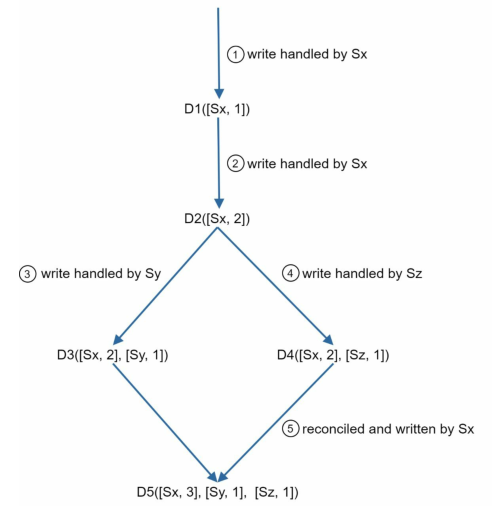 ① write handled by Sx
D1([Sx, 1])
② write handled by Sx
D2([Sx, 2])
③ write handled by Sy
④ write handled by Sz
D3([Sx, 2], [Sy, 1])
D4([Sx, 2], [Sz, 1])
⑤ reconciled and written by Sx
D5([Sx, 3], [Sy, 1], [Sz, 1])